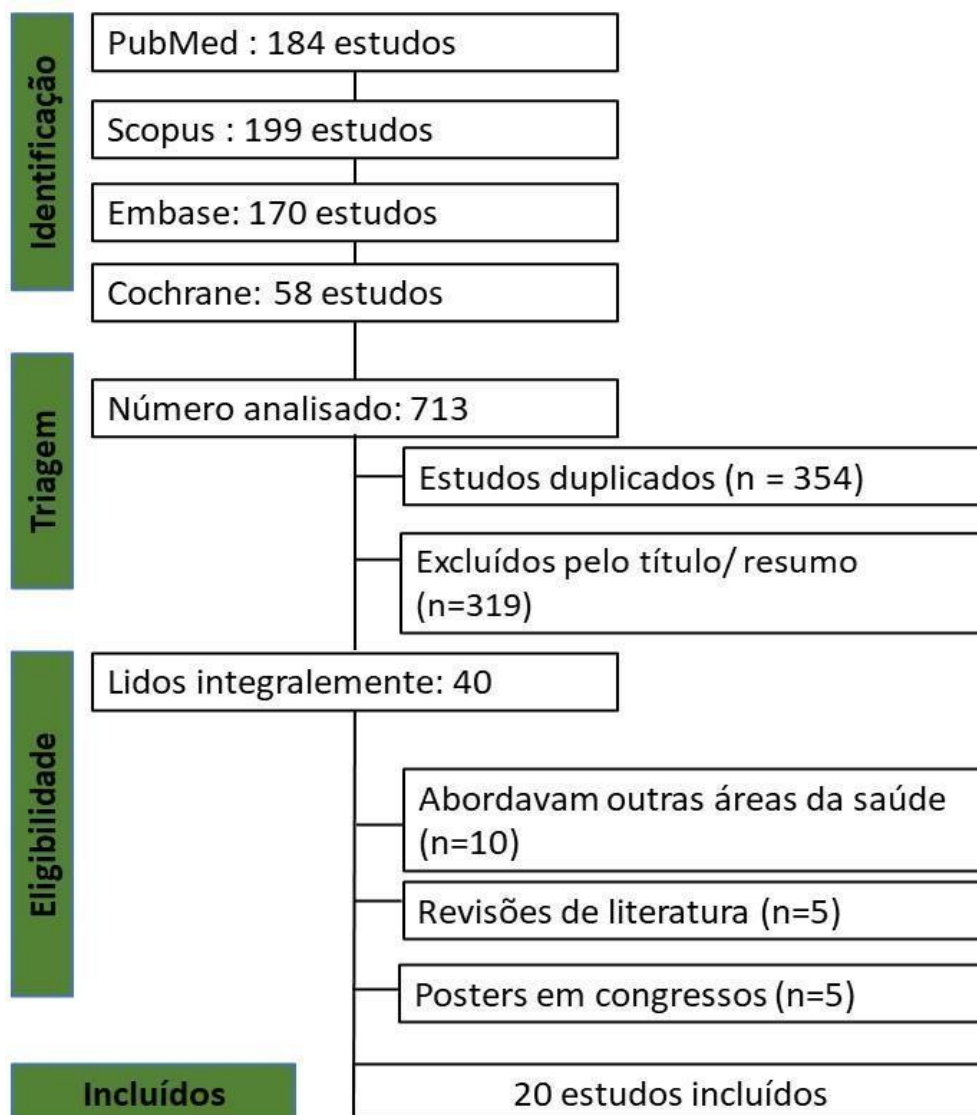 Identificação
PubMed : 184 estudos
Scopus : 199 estudos
Embase: 170 estudos
Cochrane: 58 estudos
Triagem
Número analisado: 713
Estudos duplicados (n = 354)
Excluídos pelo título/ resumo
(n=319)
Eligibilidade
Lidos integralemente: 40
Abordavam outras áreas da saúde
(n=10)
Revisões de literatura (n=5)
Posters em congressos (n=5)
Incluídos
20 estudos incluídos